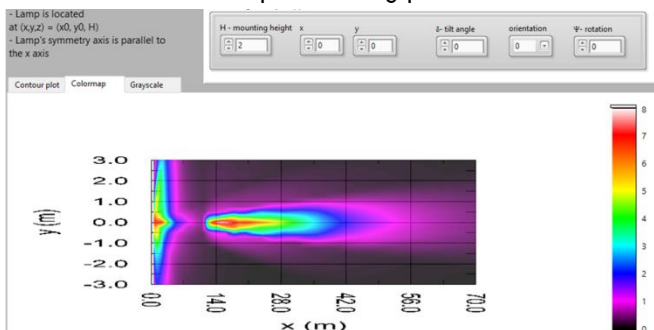 - Lamp is located
at (x,y,z) = (x0, y0, H)
- Lamp's symmetry axis is parallel to
the x axis
H - mounting height x y δ- tilt angle orientation Ψ- rotation
2 0 0 0 0 0
Contour plot Colormap Grayscale
3.0
2.0
1.0
0.0
-1.0
-2.0
-3.0
y (m)
0.0 14.0 28.0 42.0 56.0 70.0
x (m)
8
7
6
5
4
3
2
1
0